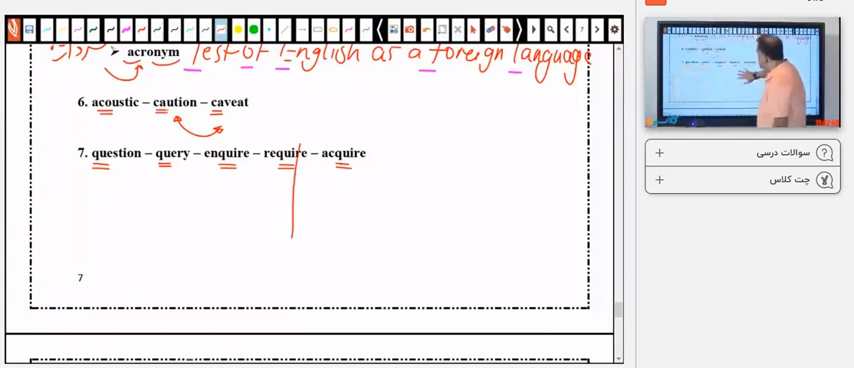 acronym Test of English as a foreign language
6. acoustic – caution – caveat
7. question – query – enquire – require – acquire
7
? سوالات درسی +
چت کلاس +